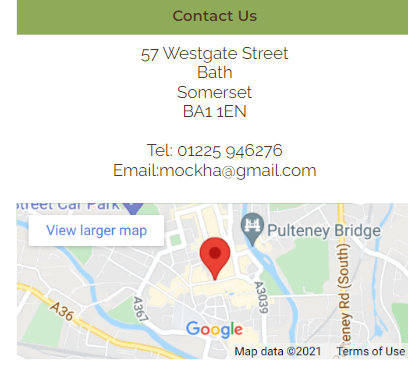 Contact Us
57 Westgate Street
Bath
Somerset
BA1 1EN
Tel: 01225 946276
Email:mockha@gmail.com
Street Car Park
View larger map
Pulteney Bridge
A36
A367
A3039
teney Rd (South)
Google
Map data ©2021 Terms of Use